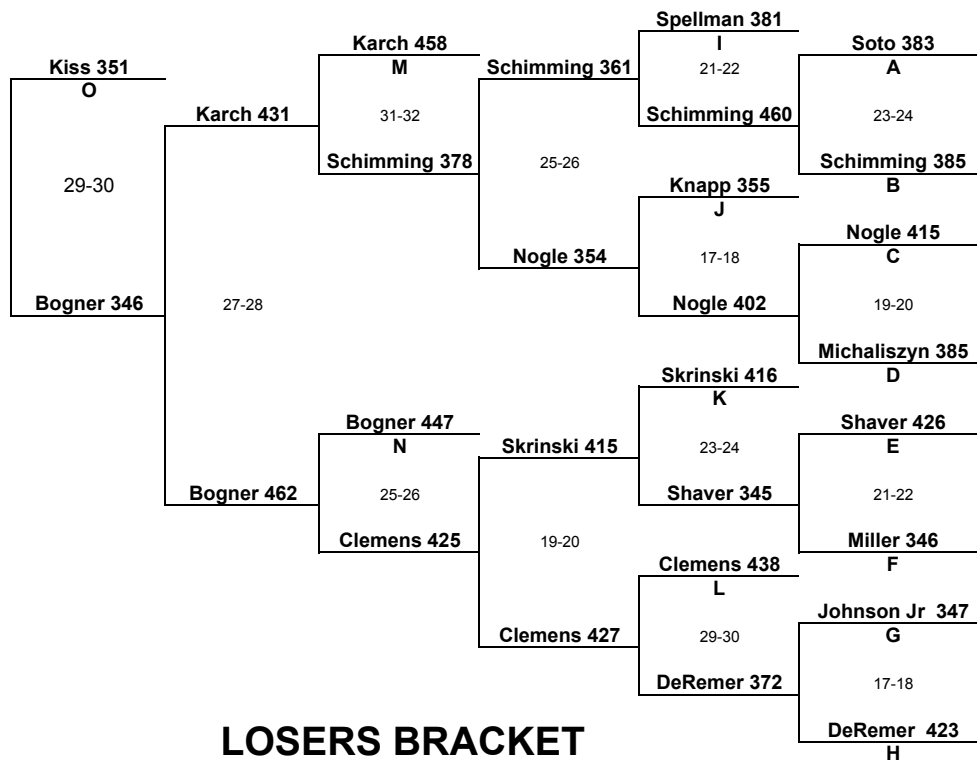 Spellman 381
Karch 458
I
Soto 383
Kiss 351
M
Schimming 361
21-22
A
O
Karch 431
31-32
Schimming 460
23-24
Schimming 378
25-26
Schimming 385
29-30
Knapp 355
B
J
Nogle 415
Nogle 354
17-18
C
Bogner 346
27-28
Nogle 402
19-20
Michaliszyn 385
Skrinski 416
D
K
Bogner 447
Shaver 426
N
Skrinski 415
23-24
E
Bogner 462
25-26
Shaver 345
21-22
Clemens 425
19-20
Miller 346
Clemens 438
F
L
Johnson Jr 347
Clemens 427
29-30
G
DeRemer 372
17-18
LOSERS BRACKET
DeRemer 423
H